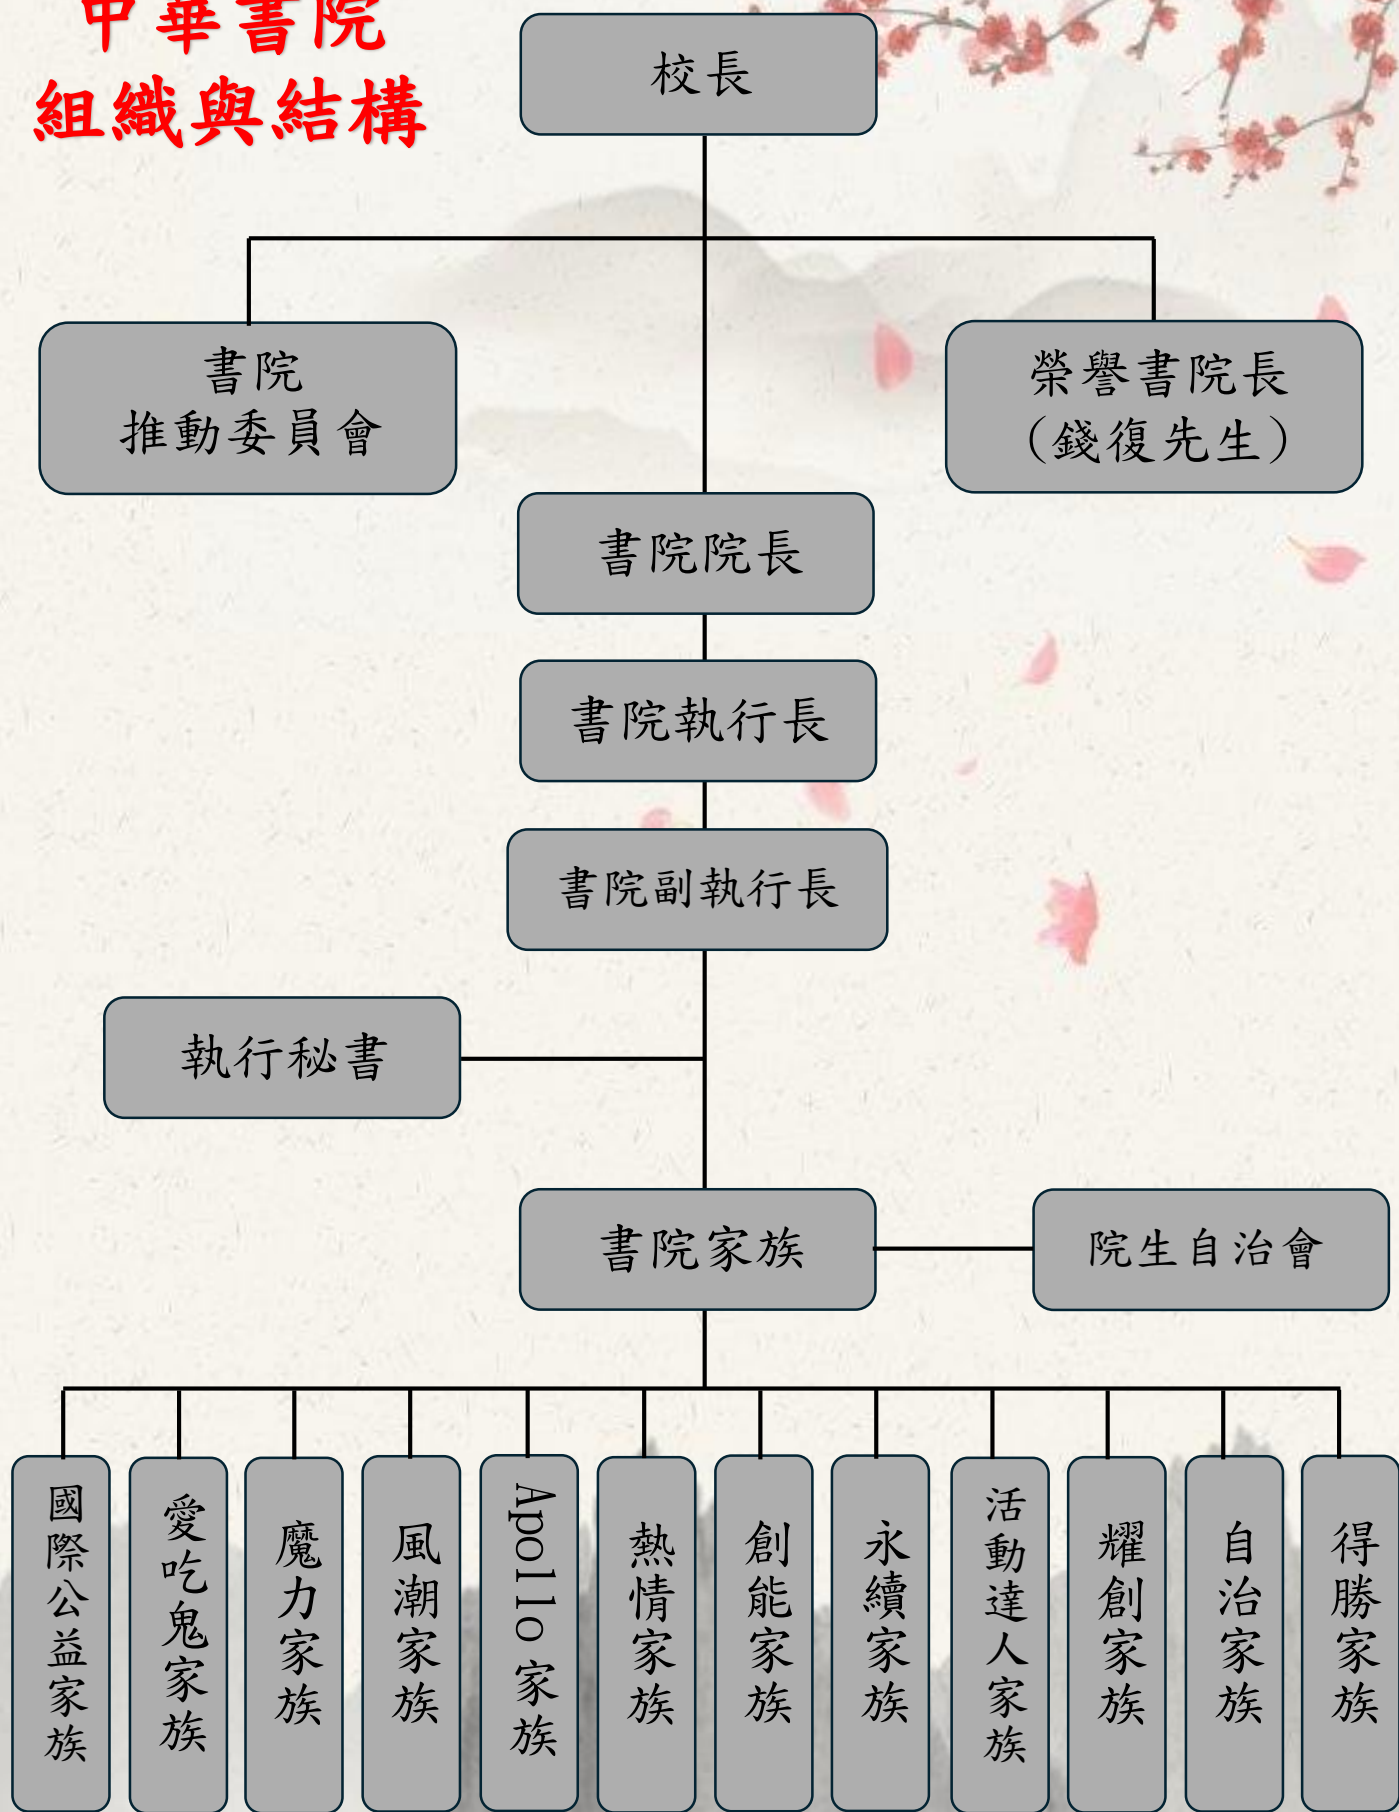 中華書院
組織與結構
校長
書院
推動委員會
榮譽書院長
(錢復先生)
書院院長
書院執行長
書院副執行長
執行秘書
書院家族
院生自治會
國際公益家族
愛吃鬼家族
魔力家族
風潮家族
Apollo家族
熱情家族
創能家族
永續家族
活動達人家族
耀創家族
自治家族
得勝家族